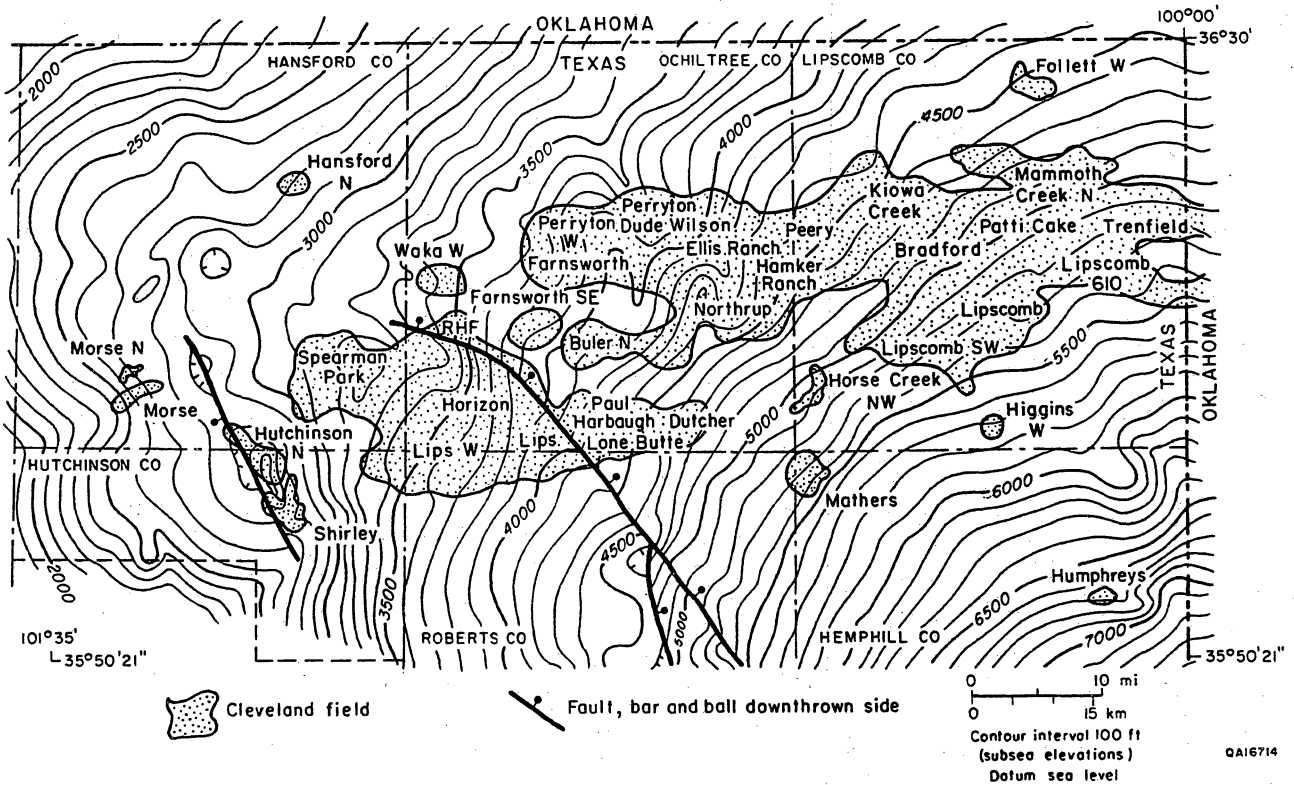 OKLAHOMA
100°00'
36°30'
HANSFORD CO
TEXAS
OCHILTREE CO
LIPSCOMB CO
Follett W
2000
2500
3500
4000
4500
Hansford
N
3000
Mammoth
Creek N
Kiowa
Creek
Perryton
Perryton
W
Dude Wilson
Peery
Patti Cake
Trenfield
Ellis Ranch
Bradford
Waka W
Farnsworth
Hamker
Ranch
Lipscomb
610
Farnsworth SE
Northrup
Lipscomb
RHF
Buler N
Lipscomb SW
5500
TEXAS
OKLAHOMA
Morse N
Spearman
Park
Morse
Horizon
Paul
Harbaugh
Dutcher
Lone Butte
Horse Creek
NW
Higgins
W
5000
Hutchinson
N
Lips W
Lips
HUTCHINSON CO
6000
Mathers
Shirley
4000
4500
2000
3500
5000
Humphreys
6500
7000
101°35'
35°50'21"
ROBERTS CO
HEMPHILL CO
35°50'21"
Cleveland field
Fault, bar and ball downthrown side
0 10 mi
0 15 km
Contour interval 100 ft
(subsea elevations)
Datum sea level
QA16714